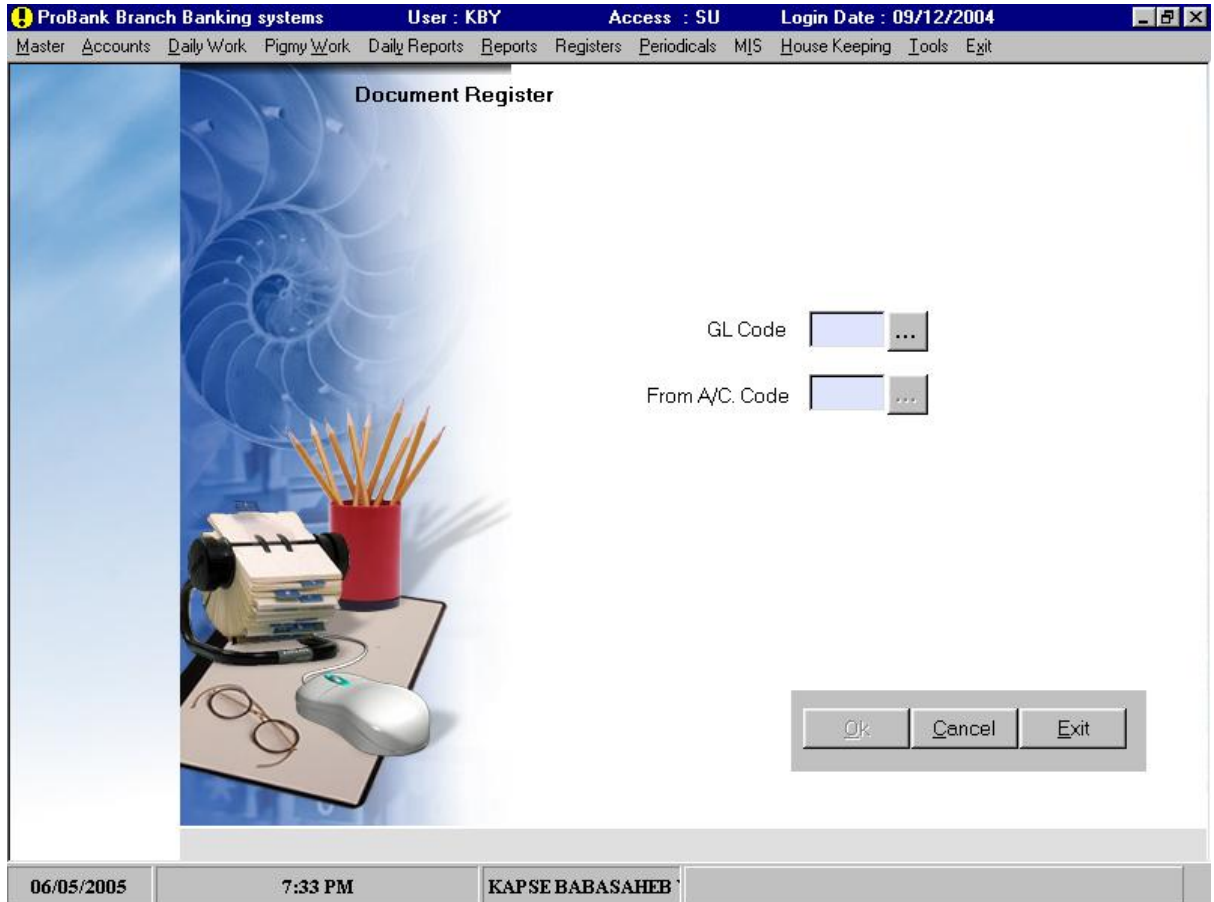 ProBank Branch Banking systems User : KBY Access : SU Login Date : 09/12/2004
Master Accounts Daily Work Pigmy Work Daily Reports Reports Registers Periodicals MIS House Keeping Tools Exit
Document Register
GL Code ...
From A/C. Code ...
Ok Cancel Exit
06/05/2005 7:33 PM KAPSE BABASAHEB